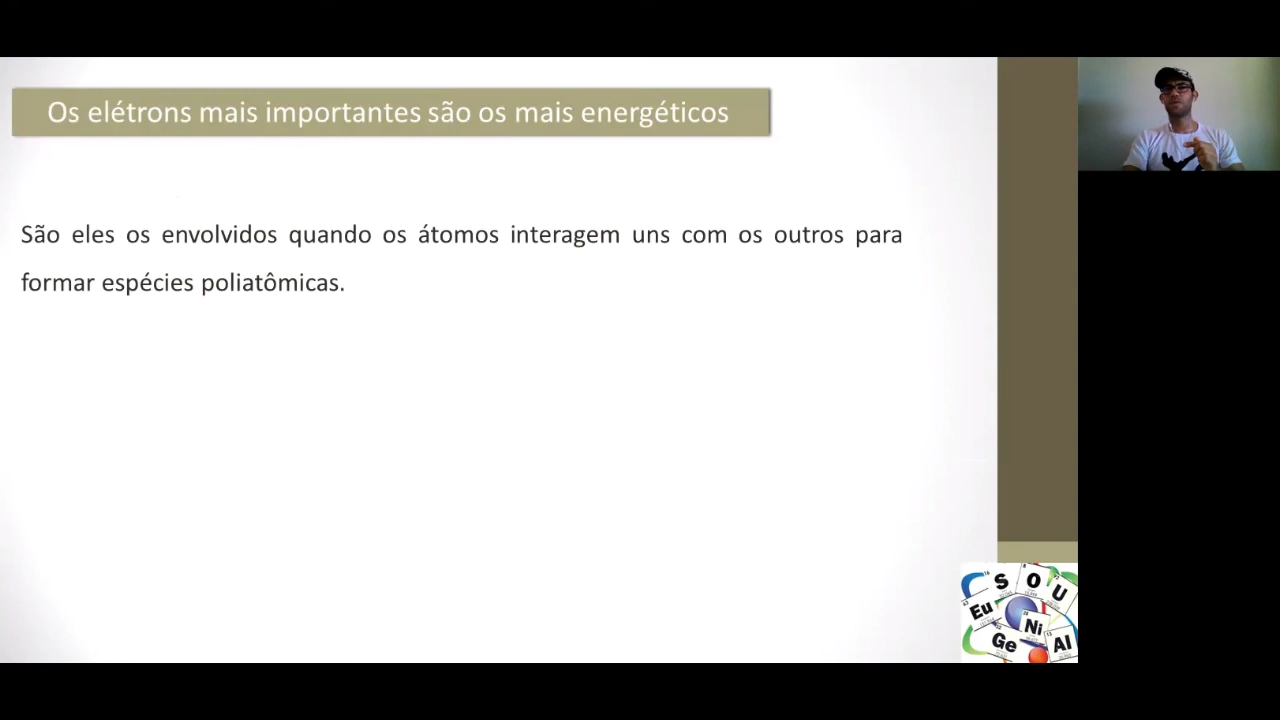 Os elétrons mais importantes são os mais energéticos
São eles os envolvidos quando os átomos interagem uns com os outros para
formar espécies poliatômicas.
S O U
Eu Ni
Ge Al